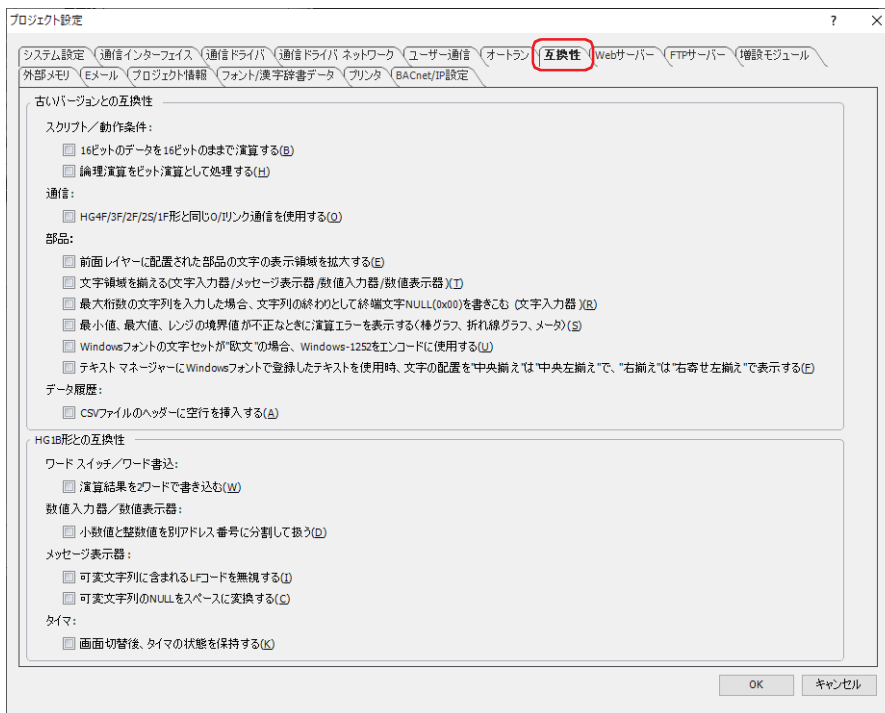 プロジェクト設定
? ×
システム設定 通信インターフェイス 通信ドライバ 通信ドライバ ネットワーク ユーザー通信 オートラン 互換性 Webサーバー FTPサーバー 増設モジュール
外部メモリ Eメール プロジェクト情報 フォント/漢字辞書データ プリンタ BACnet/IP設定
古いバージョンとの互換性
スクリプト／動作条件:
16ビットのデータを16ビットのままで演算する(B)
論理演算をビット演算として処理する(H)
通信:
HG4F/3F/2F/2S/1F形と同じO/Iリンク通信を使用する(O)
部品:
前面レイヤーに配置された部品の文字の表示領域を拡大する(E)
文字領域を揃える(文字入力器/メッセージ表示器/数値入力器/数値表示器)(T)
最大桁数の文字列を入力した場合、文字列の終わりとして終端文字NULL(0x00)を書きこむ (文字入力器)(R)
最小値、最大値、レンジの境界値が不正なときに演算エラーを表示する(棒グラフ、折れ線グラフ、メータ)(S)
Windowsフォントの文字セットが"欧文"の場合、Windows-1252をエンコードに使用する(U)
テキスト マネージャーにWindowsフォントで登録したテキストを使用時、文字の配置を"中央揃え"は"中央左揃え"で、"右揃え"は"右寄せ左揃え"で表示する(F)
データ履歴:
CSVファイルのヘッダーに空行を挿入する(A)
HG1B形との互換性
ワード スイッチ／ワード書込:
演算結果を2ワードで書き込む(W)
数値入力器／数値表示器:
小数値と整数値を別アドレス番号に分割して扱う(D)
メッセージ表示器:
可変文字列に含まれるLFコードを無視する(I)
可変文字列のNULLをスペースに変換する(C)
タイマ:
画面切替後、タイマの状態を保持する(K)
OK キャンセル